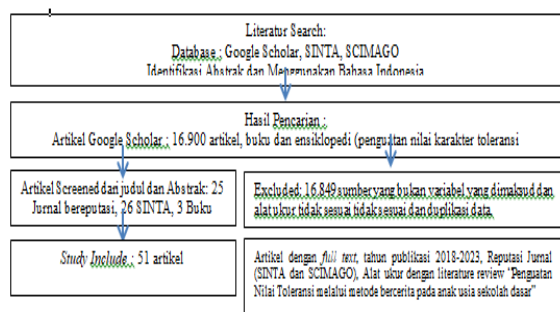 Literatur Search:
Database : Google Scholar, SINTA, SCIMAGO
Identifikasi Abstrak dan Menggunakan Bahasa Indonesia
Hasil Pencarian :
Artikel Google Scholar : 16.900 artikel, buku dan ensiklopedi (penguatan nilai karakter toleransi
Artikel Screened dari judul dan Abstrak: 25
Jurnal bereputasi, 26 SINTA, 3 Buku
Excluded: 16.849 sumber yang bukan variabel yang dimaksud dan
alat ukur tidak sesuai tidak sesuai dan duplikasi data.
Study Include : 51 artikel
Artikel dengan full text, tahun publikasi 2018-2023, Reputasi Jurnal
(SINTA dan SCIMAGO), Alat ukur dengan literature review “Penguatan
Nilai Toleransi melalui metode bercerita pada anak usia sekolah dasar”